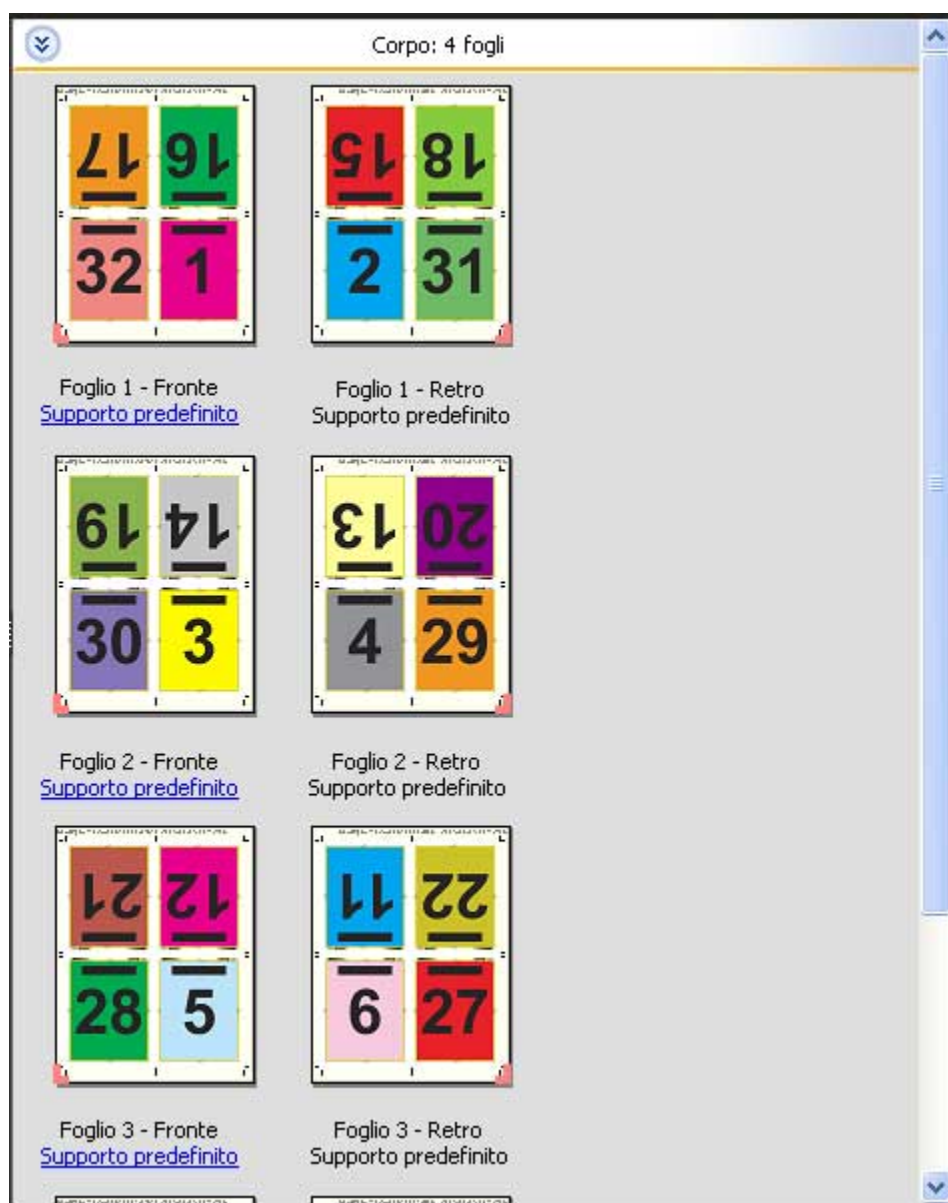 Corpo: 4 fogli
17 16
32 1
15 18
2 31
Foglio 1 - Fronte
Supporto predefinito
Foglio 1 - Retro
Supporto predefinito
19 14
30 3
13 20
4 29
Foglio 2 - Fronte
Supporto predefinito
Foglio 2 - Retro
Supporto predefinito
21 12
28 5
11 22
6 27
Foglio 3 - Fronte
Supporto predefinito
Foglio 3 - Retro
Supporto predefinito